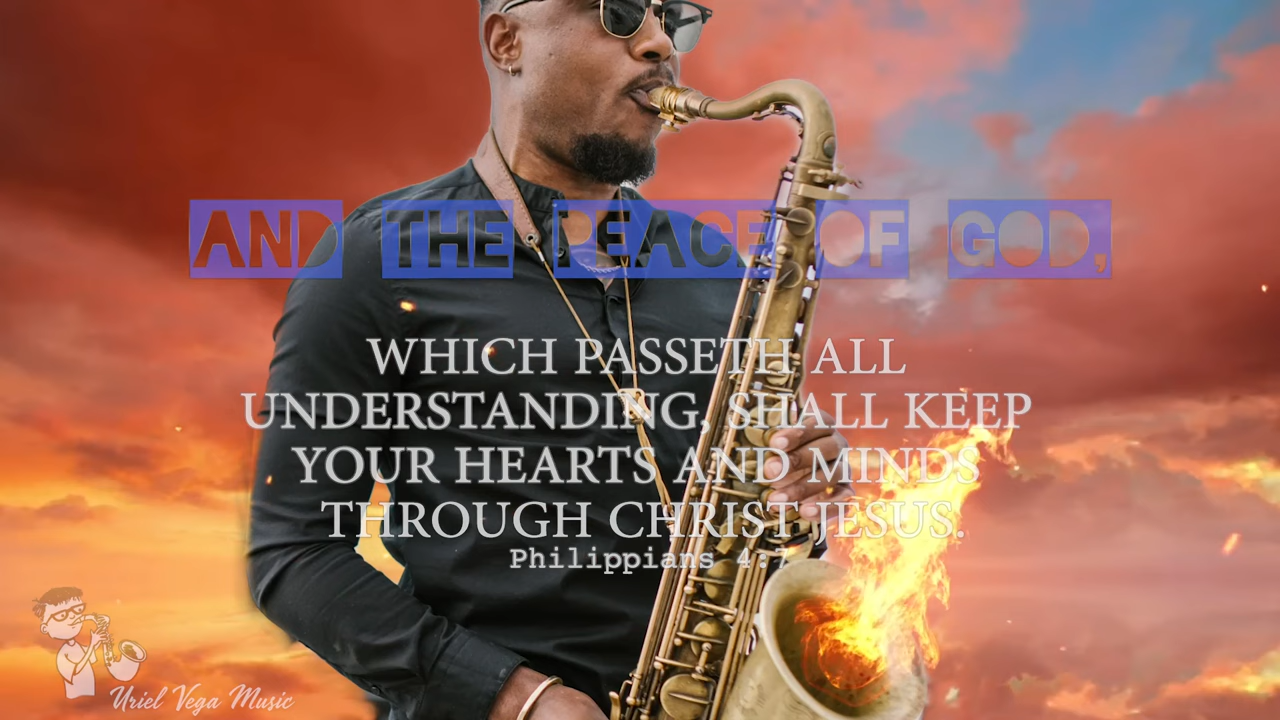 AND THE PEACE OF GOD,
WHICH PASSETH ALL
UNDERSTANDING, SHALL KEEP
YOUR HEARTS AND MINDS
THROUGH CHRIST JESUS.
Philippians 4:7
Uriel Vega Music